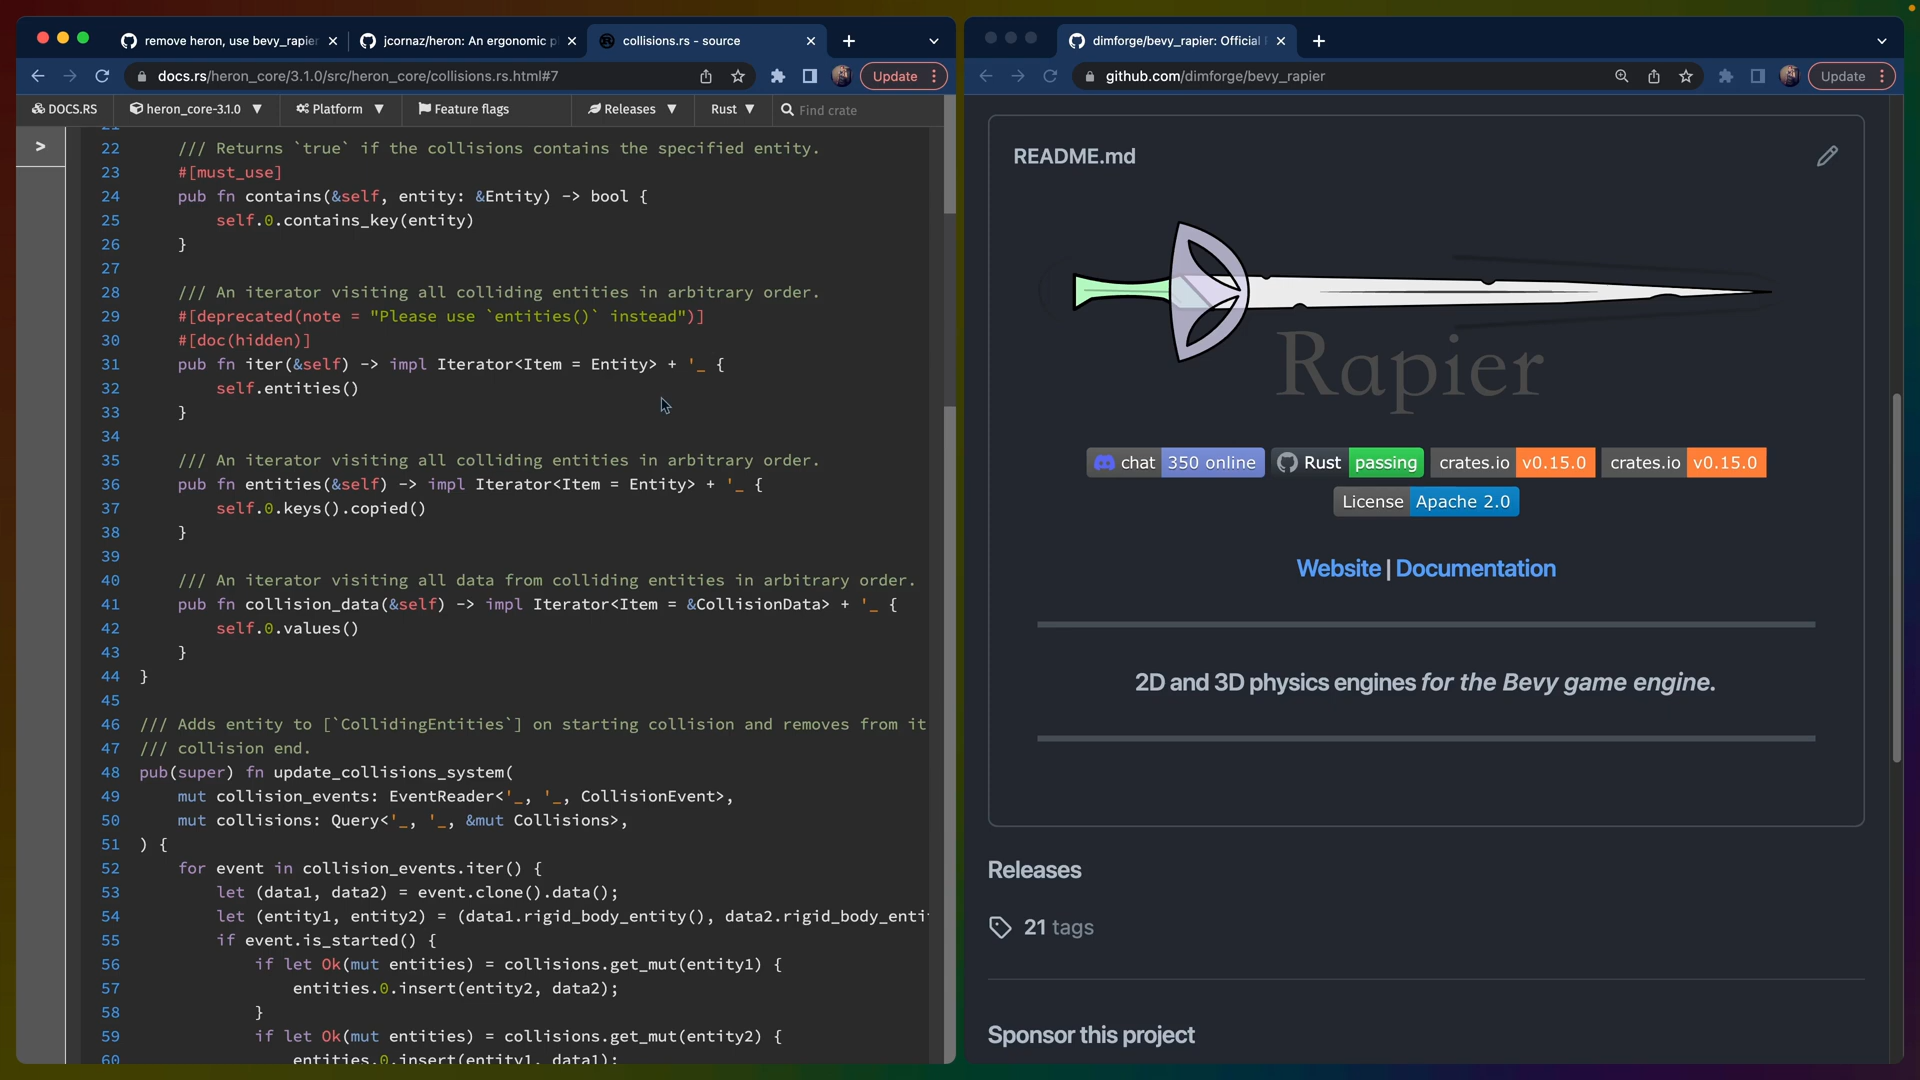 remove heron, use bevy_rapier
jcornaz/heron: An ergonomic p
collisions.rs - source
docs.rs/heron_core/3.1.0/src/heron_core/collisions.rs.html#7
Update
DOCS.RS
heron_core-3.1.0
Platform
Feature flags
Releases
Rust
Find crate
>
21
22 /// Returns `true` if the collisions contains the specified entity.
23 #[must_use]
24 pub fn contains(&self, entity: &Entity) -> bool {
25 self.0.contains_key(entity)
26 }
27
28 /// An iterator visiting all colliding entities in arbitrary order.
29 #[deprecated(note = "Please use `entities()` instead")]
30 #[doc(hidden)]
31 pub fn iter(&self) -> impl Iterator<Item = Entity> + '_ {
32 self.entities()
33 }
34
35 /// An iterator visiting all colliding entities in arbitrary order.
36 pub fn entities(&self) -> impl Iterator<Item = Entity> + '_ {
37 self.0.keys().copied()
38 }
39
40 /// An iterator visiting all data from colliding entities in arbitrary order.
41 pub fn collision_data(&self) -> impl Iterator<Item = &CollisionData> + '_ {
42 self.0.values()
43 }
44 }
45
46 /// Adds entity to [`CollidingEntities`] on starting collision and removes from it
47 /// collision end.
48 pub(super) fn update_collisions_system(
49 mut collision_events: EventReader<'_, '_, CollisionEvent>,
50 mut collisions: Query<'_, '_, &mut Collisions>,
51 ) {
52 for event in collision_events.iter() {
53 let (data1, data2) = event.clone().data();
54 let (entity1, entity2) = (data1.rigid_body_entity(), data2.rigid_body_enti
55 if event.is_started() {
56 if let Ok(mut entities) = collisions.get_mut(entity1) {
57 entities.0.insert(entity2, data2);
58 }
59 if let Ok(mut entities) = collisions.get_mut(entity2) {
60 entities.0.insert(entity1, data1);
dimforge/bevy_rapier: Official
github.com/dimforge/bevy_rapier
Update
README.md
Rapier
chat 350 online
Rust passing
crates.io v0.15.0
crates.io v0.15.0
License Apache 2.0
Website | Documentation
2D and 3D physics engines for the Bevy game engine.
Releases
21 tags
Sponsor this project